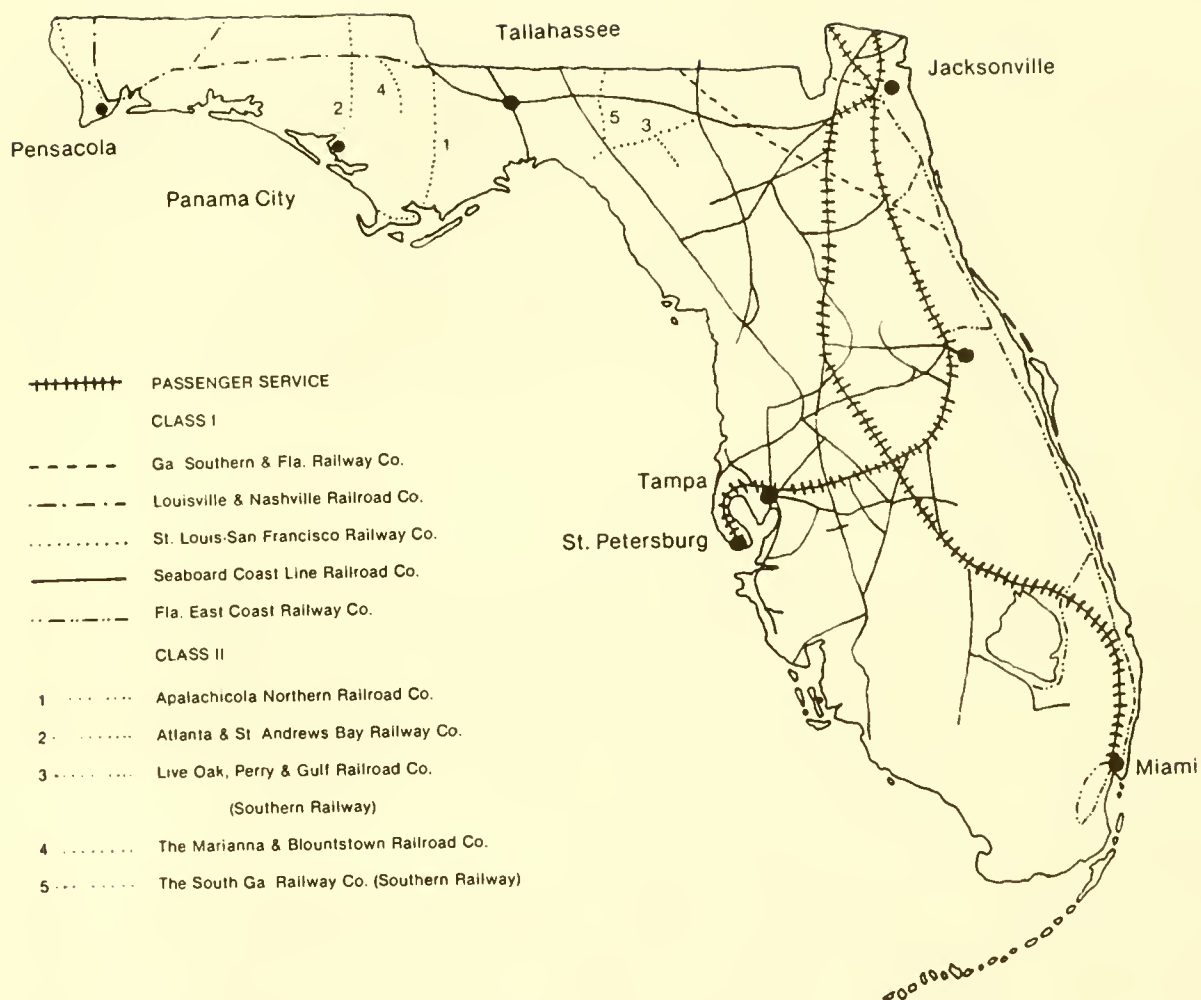 Tallahassee
Jacksonville
Pensacola
2
4
1
5
3
Panama City
PASSENGER SERVICE
CLASS I
Ga Southern & Fla. Railway Co.
Louisville & Nashville Railroad Co.
St. Louis-San Francisco Railway Co.
Seaboard Coast Line Railroad Co.
Fla. East Coast Railway Co.
CLASS II
1 Apalachicola Northern Railroad Co.
2 Atlanta & St Andrews Bay Railway Co.
3 Live Oak, Perry & Gulf Railroad Co.
(Southern Railway)
4 The Marianna & Blountstown Railroad Co.
5 The South Ga Railway Co. (Southern Railway)
Tampa
St. Petersburg
Miami